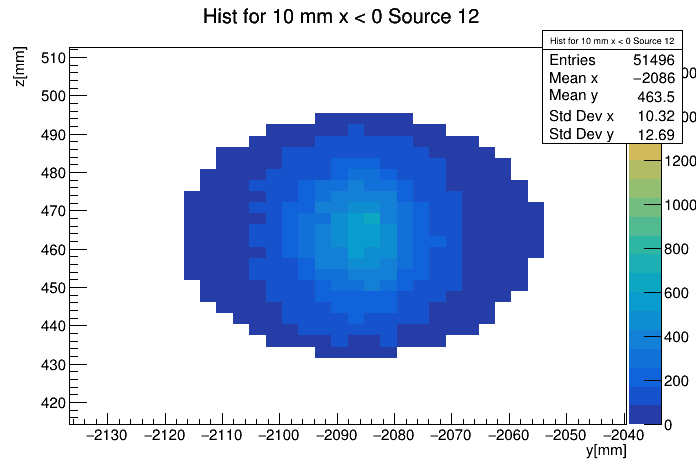 Hist for 10 mm x < 0 Source 12
z[mm]
Hist for 10 mm x < 0 Source 12
Entries 51496
Mean x −2086
Mean y 463.5
Std Dev x 10.32
Std Dev y 12.69
510
500
490
480
470
460
450
440
430
420
1200
1000
800
600
400
200
0
−2130 −2120 −2110 −2100 −2090 −2080 −2070 −2060 −2050 −2040
y[mm]